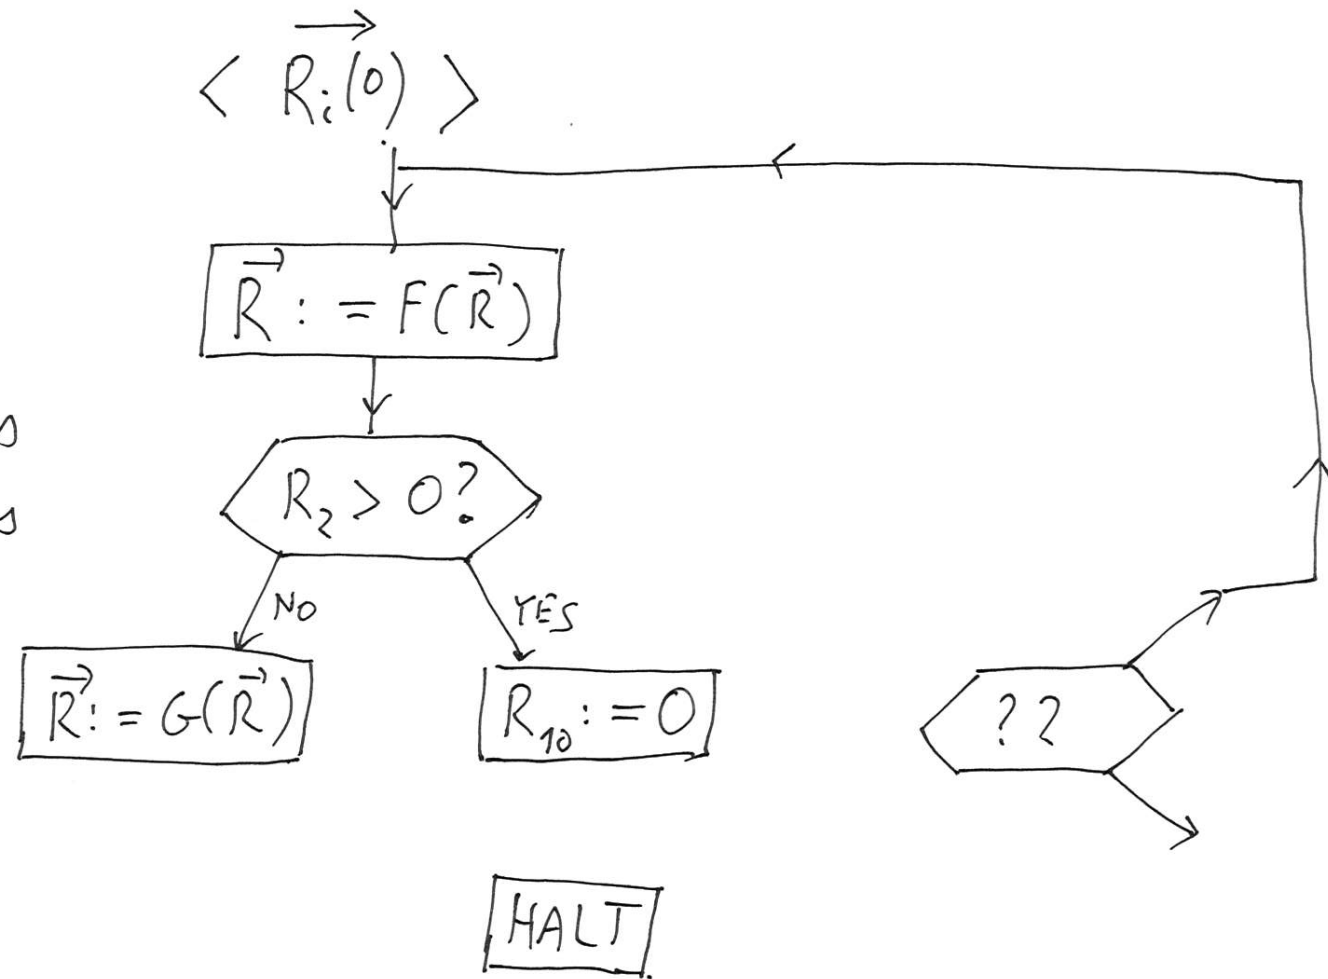 < R⃗ᵢ(0) >
R⃗ := F(R⃗)
R₂ > 0?
NO
YES
R⃗ := G(R⃗)
R₁₀ := 0
??
HALT